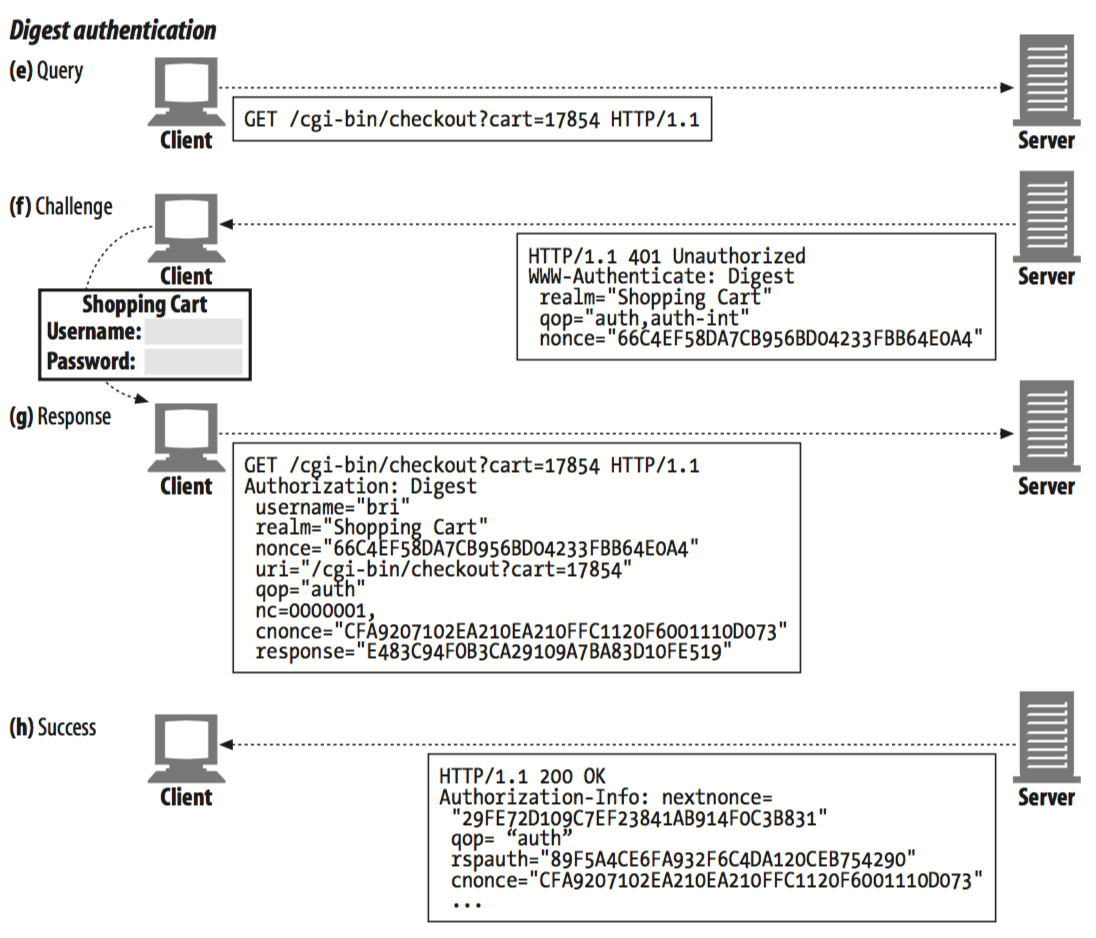 Digest authentication
(e) Query
GET /cgi-bin/checkout?cart=17854 HTTP/1.1
Client
Server
(f) Challenge
HTTP/1.1 401 Unauthorized
WWW-Authenticate: Digest
realm="Shopping Cart"
qop="auth,auth-int"
nonce="66C4EF58DA7CB956BD04233FBB64E0A4"
Client
Server
Shopping Cart
Username:
Password:
(g) Response
GET /cgi-bin/checkout?cart=17854 HTTP/1.1
Authorization: Digest
username="bri"
realm="Shopping Cart"
nonce="66C4EF58DA7CB956BD04233FBB64E0A4"
uri="/cgi-bin/checkout?cart=17854"
qop="auth"
nc=0000001,
cnonce="CFA9207102EA210EA210FFC1120F6001110D073"
response="E483C94F0B3CA29109A7BA83D10FE519"
Client
Server
(h) Success
HTTP/1.1 200 OK
Authorization-Info: nextnonce=
"29FE72D109C7EF23841AB914F0C3B831"
qop= “auth”
rspauth="89F5A4CE6FA932F6C4DA120CEB754290"
cnonce="CFA9207102EA210EA210FFC1120F6001110D073"
...
Client
Server